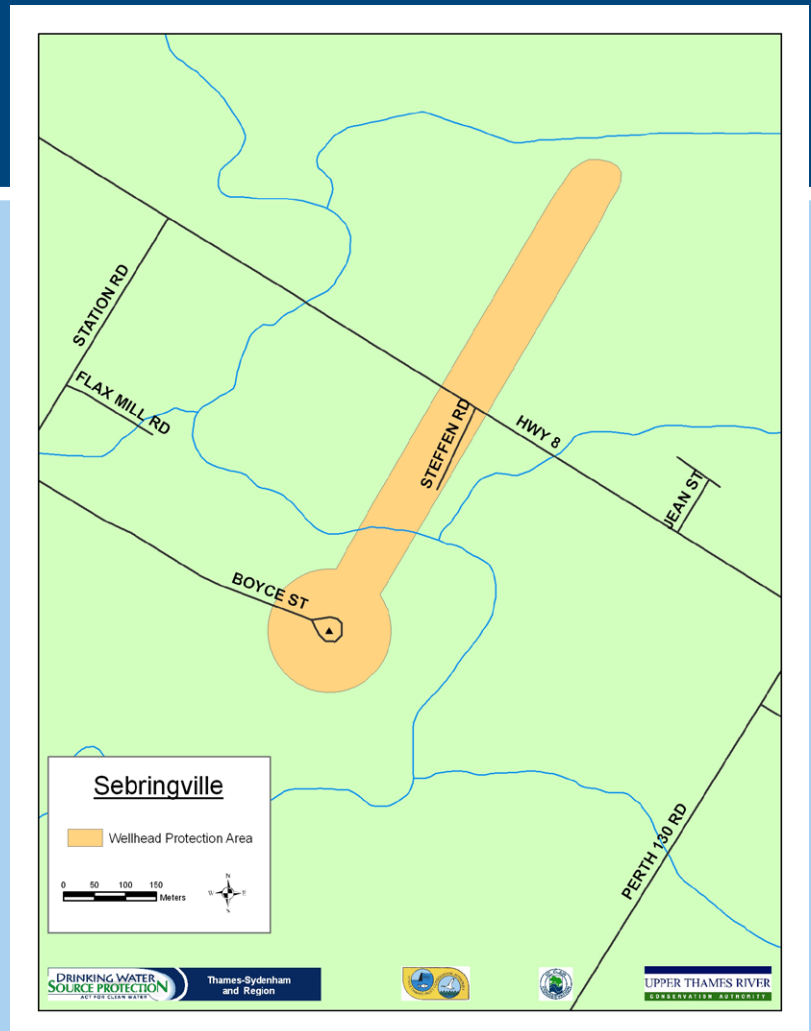 STATION RD
FLAX MILL RD
STEFFEN RD
HWY 8
JEAN ST
BOYCE ST
PERTH 130 RD
Sebringville
Wellhead Protection Area
0 50 100 150
Meters
N
W E
S
DRINKING WATER
SOURCE PROTECTION
ACT FOR CLEAN WATER
Thames-Sydenham
and Region
UPPER THAMES RIVER
CONSERVATION AUTHORITY